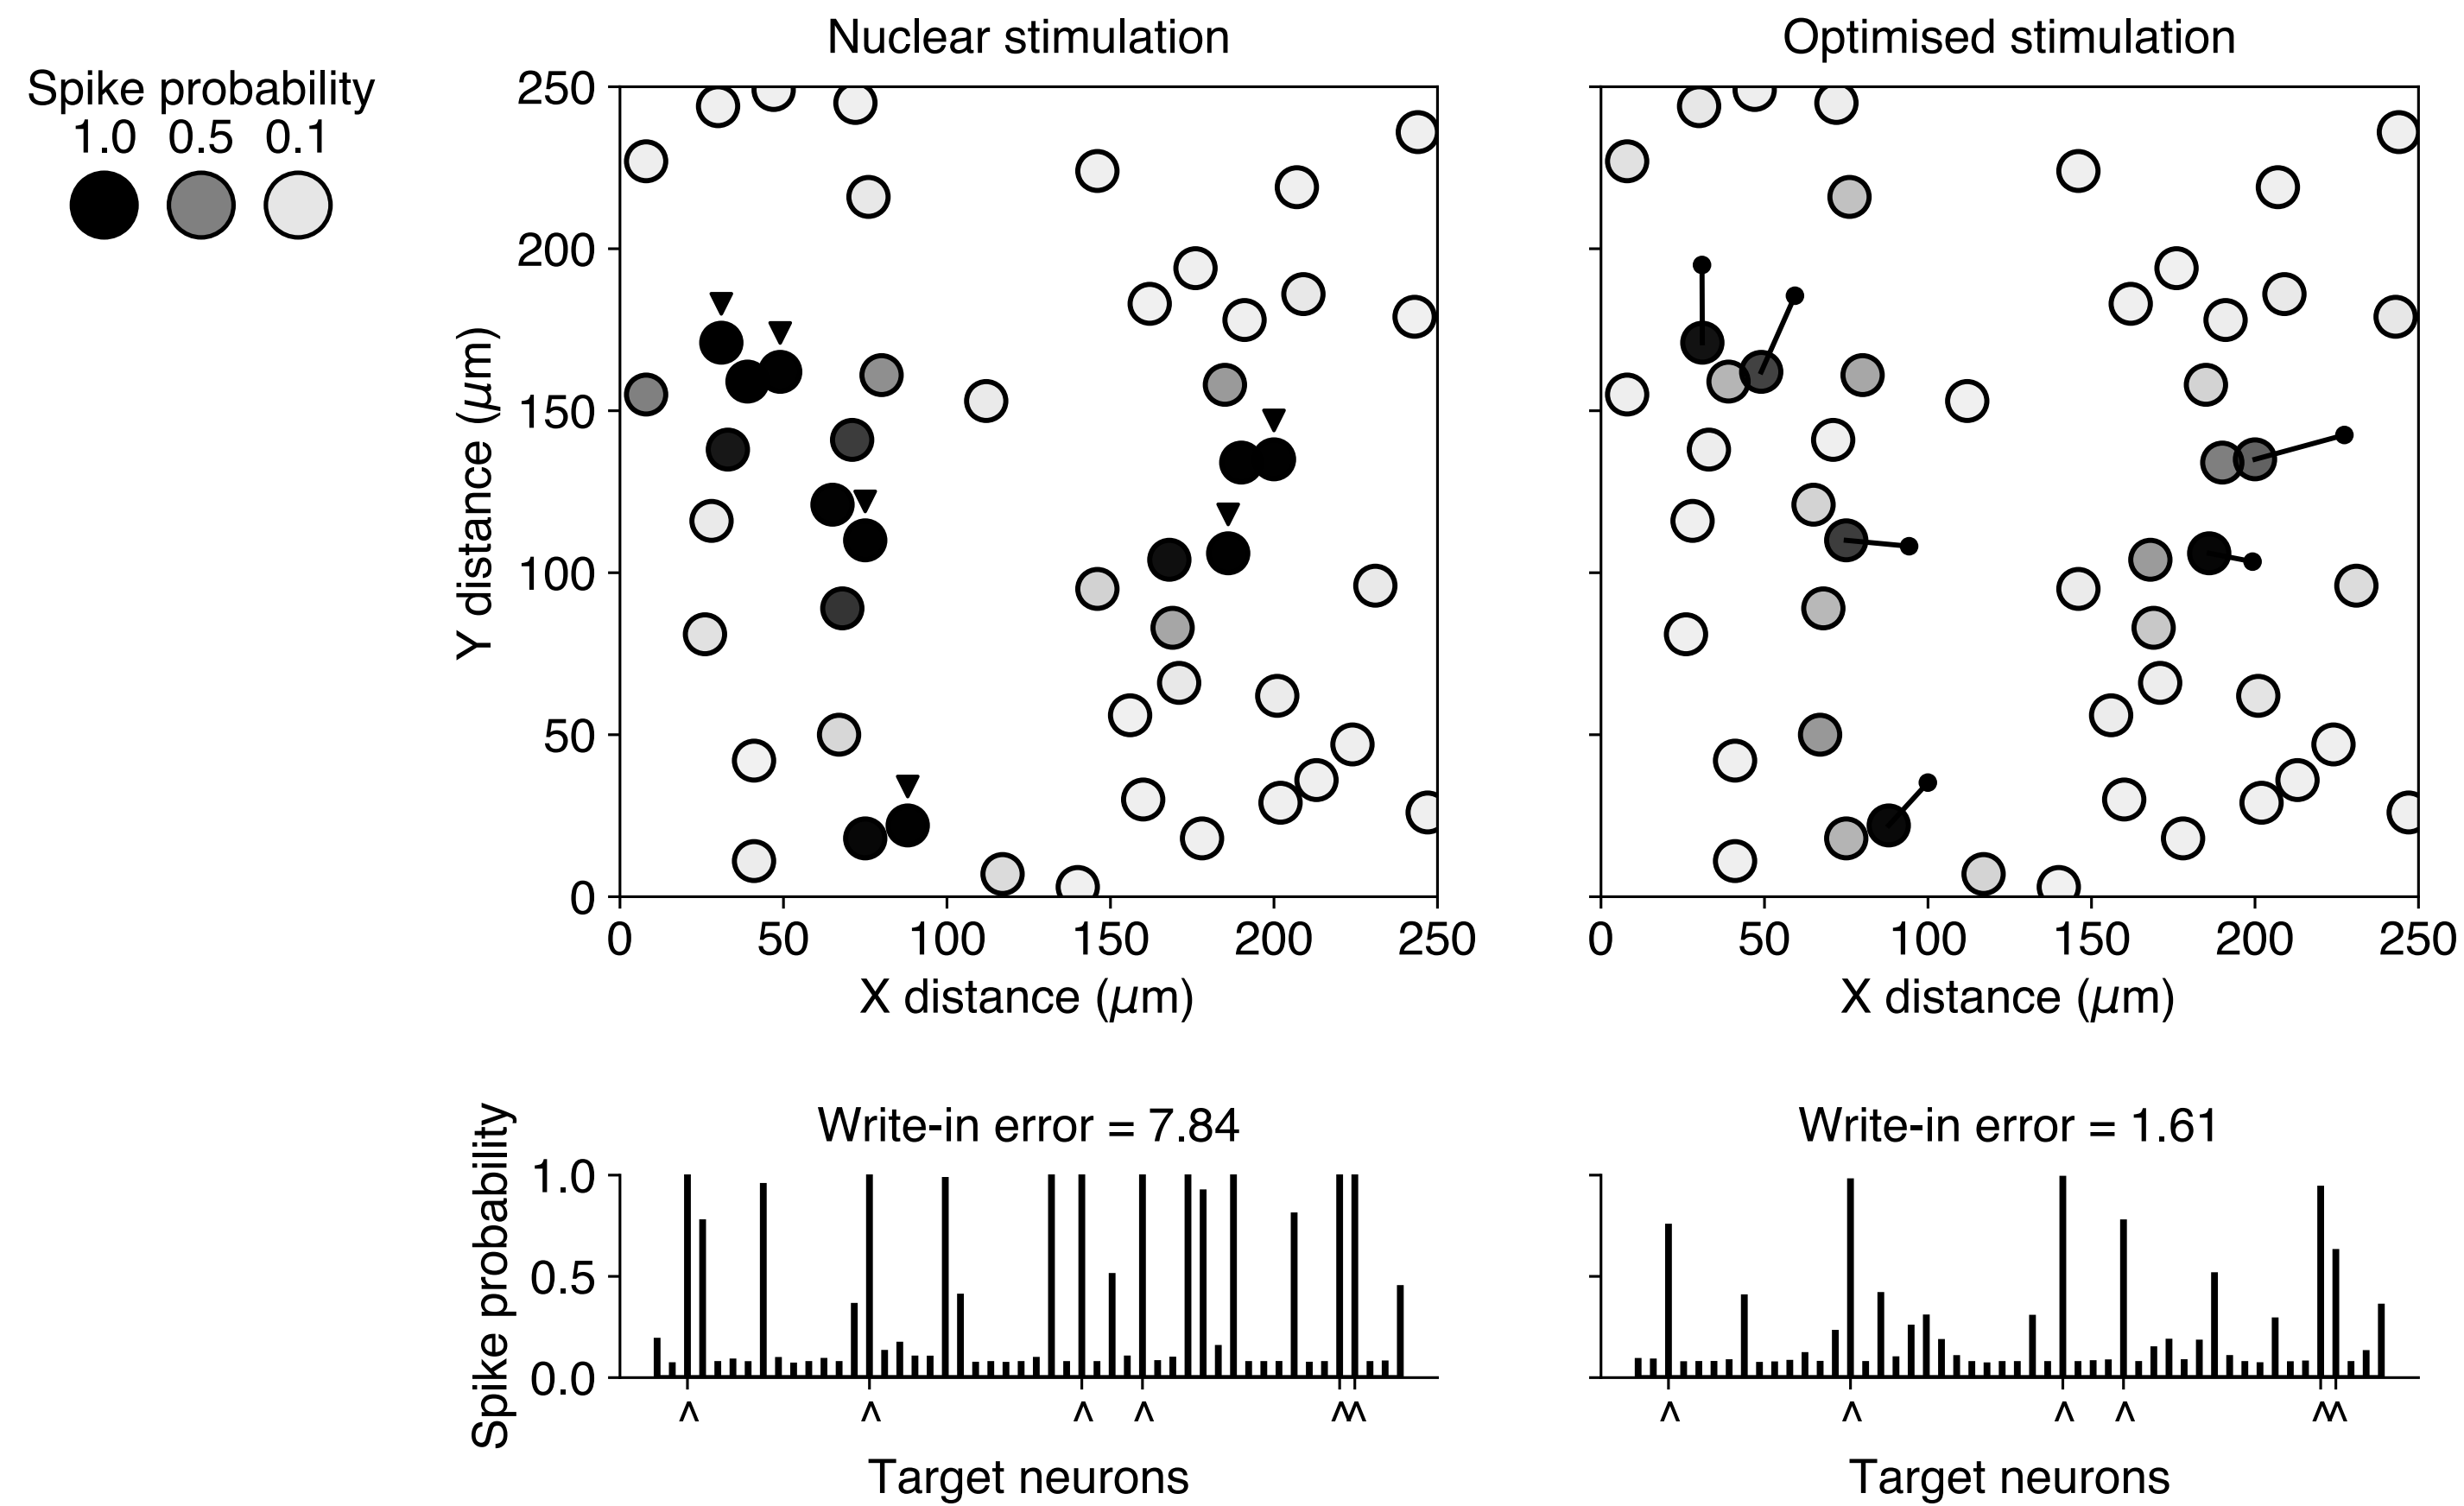 Nuclear stimulation
Optimised stimulation
Spike probability
1.0 0.5 0.1
Y distance (μm)
250
200
150
100
50
0
0 50 100 150 200 250
X distance (μm)
0 50 100 150 200 250
X distance (μm)
Write-in error = 7.84
Write-in error = 1.61
Spike probability
1.0
0.5
0.0
^ ^ ^ ^ ^ ^
^ ^ ^ ^ ^ ^
Target neurons
Target neurons